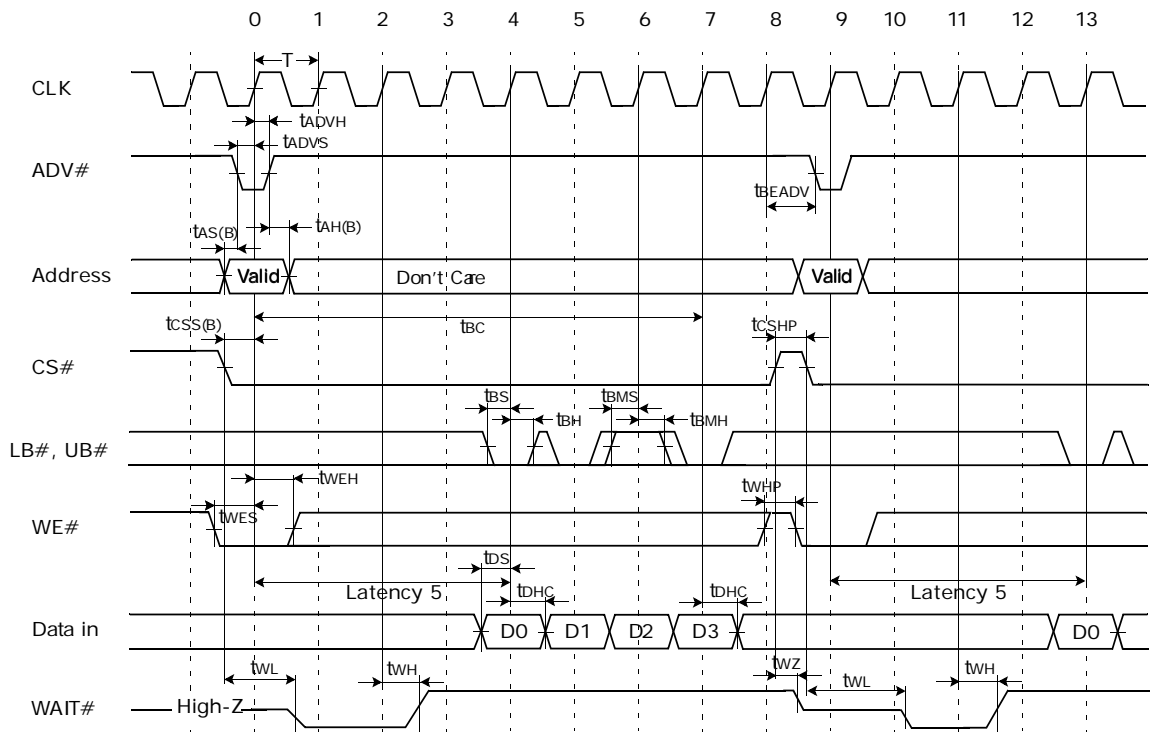 0 1 2 3 4 5 6 7 8 9 10 11 12 13
T
CLK
tADVH
tADVS
ADV#
tBEADV
tAS(B) tAH(B)
Address Valid Don't Care Valid
tCSS(B) tBC tCSHP
CS#
tBS tBMS
tBH tBMH
LB#, UB#
tWEH tWHP
tWES
WE#
tDS
Latency 5 tDHC tDHC Latency 5
Data in D0 D1 D2 D3 D0
tWL tWH tWZ tWL tWH
WAIT# High-Z